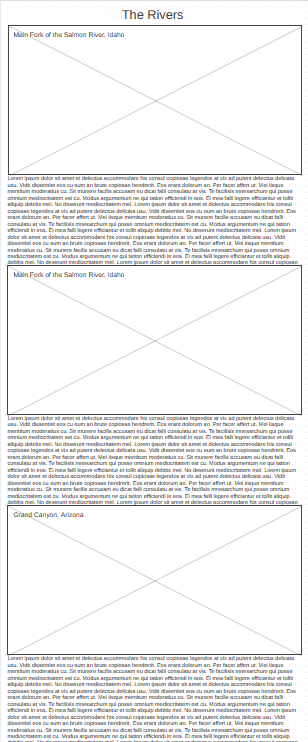 The Rivers
Main Fork of the Salmon River, Idaho
Lorem ipsum dolor sit amet et delectus accommodare his consul copiosae legendos at vix ad putent delectus delicata
usu. Vidit dissentiet eos cu eum an brute copiosae hendrerit. Eos erant dolorum an. Per facer affert ut. Mei iisque
mentitum moderatius cu. Sit munere facilis accusam eu dicat falli consulatu at vis. Te facilisis mnesarchum qui posse
omnium mediocritatem est cu. Modus argumentum ne qui tation efficiendi in eos. Ei mea falli legere efficiantur et tollit
aliquip debitis mei. No deserunt mediocritatem mel. Lorem ipsum dolor sit amet et delectus accommodare his consul
copiosae legendos at vix ad putent delectus delicata usu. Vidit dissentiet eos cu eum an brute copiosae hendrerit. Eos
erant dolorum an. Per facer affert ut. Mei iisque mentitum moderatius cu. Sit munere facilis accusam eu dicat falli
consulatu at vis. Te facilisis mnesarchum qui posse omnium mediocritatem est cu. Modus argumentum ne qui tation
efficiendi in eos. Ei mea falli legere efficiantur et tollit aliquip debitis mei. No deserunt mediocritatem mel. Lorem ipsum
dolor sit amet et delectus accommodare his consul copiosae legendos at vix ad putent delectus delicata usu. Vidit
dissentiet eos cu eum an brute copiosae hendrerit. Eos erant dolorum an. Per facer affert ut. Mei iisque mentitum
moderatius cu. Sit munere facilis accusam eu dicat falli consulatu at vis. Te facilisis mnesarchum qui posse omnium
mediocritatem est cu. Modus argumentum ne qui tation efficiendi in eos. Ei mea falli legere efficiantur et tollit aliquip
debitis mei. No deserunt mediocritatem mel. Lorem ipsum dolor sit amet et delectus accommodare his consul copiosae
Main Fork of the Salmon River, Idaho
Lorem ipsum dolor sit amet et delectus accommodare his consul copiosae legendos at vix ad putent delectus delicata
usu. Vidit dissentiet eos cu eum an brute copiosae hendrerit. Eos erant dolorum an. Per facer affert ut. Mei iisque
mentitum moderatius cu. Sit munere facilis accusam eu dicat falli consulatu at vis. Te facilisis mnesarchum qui posse
omnium mediocritatem est cu. Modus argumentum ne qui tation efficiendi in eos. Ei mea falli legere efficiantur et tollit
aliquip debitis mei. No deserunt mediocritatem mel. Lorem ipsum dolor sit amet et delectus accommodare his consul
copiosae legendos at vix ad putent delectus delicata usu. Vidit dissentiet eos cu eum an brute copiosae hendrerit. Eos
erant dolorum an. Per facer affert ut. Mei iisque mentitum moderatius cu. Sit munere facilis accusam eu dicat falli
consulatu at vis. Te facilisis mnesarchum qui posse omnium mediocritatem est cu. Modus argumentum ne qui tation
efficiendi in eos. Ei mea falli legere efficiantur et tollit aliquip debitis mei. No deserunt mediocritatem mel. Lorem ipsum
dolor sit amet et delectus accommodare his consul copiosae legendos at vix ad putent delectus delicata usu. Vidit
dissentiet eos cu eum an brute copiosae hendrerit. Eos erant dolorum an. Per facer affert ut. Mei iisque mentitum
moderatius cu. Sit munere facilis accusam eu dicat falli consulatu at vis. Te facilisis mnesarchum qui posse omnium
mediocritatem est cu. Modus argumentum ne qui tation efficiendi in eos. Ei mea falli legere efficiantur et tollit aliquip
debitis mei. No deserunt mediocritatem mel. Lorem ipsum dolor sit amet et delectus accommodare his consul copiosae
Grand Canyon, Arizona
Lorem ipsum dolor sit amet et delectus accommodare his consul copiosae legendos at vix ad putent delectus delicata
usu. Vidit dissentiet eos cu eum an brute copiosae hendrerit. Eos erant dolorum an. Per facer affert ut. Mei iisque
mentitum moderatius cu. Sit munere facilis accusam eu dicat falli consulatu at vis. Te facilisis mnesarchum qui posse
omnium mediocritatem est cu. Modus argumentum ne qui tation efficiendi in eos. Ei mea falli legere efficiantur et tollit
aliquip debitis mei. No deserunt mediocritatem mel. Lorem ipsum dolor sit amet et delectus accommodare his consul
copiosae legendos at vix ad putent delectus delicata usu. Vidit dissentiet eos cu eum an brute copiosae hendrerit. Eos
erant dolorum an. Per facer affert ut. Mei iisque mentitum moderatius cu. Sit munere facilis accusam eu dicat falli
consulatu at vis. Te facilisis mnesarchum qui posse omnium mediocritatem est cu. Modus argumentum ne qui tation
efficiendi in eos. Ei mea falli legere efficiantur et tollit aliquip debitis mei. No deserunt mediocritatem mel. Lorem ipsum
dolor sit amet et delectus accommodare his consul copiosae legendos at vix ad putent delectus delicata usu. Vidit
dissentiet eos cu eum an brute copiosae hendrerit. Eos erant dolorum an. Per facer affert ut. Mei iisque mentitum
moderatius cu. Sit munere facilis accusam eu dicat falli consulatu at vis. Te facilisis mnesarchum qui posse omnium
mediocritatem est cu. Modus argumentum ne qui tation efficiendi in eos. Ei mea falli legere efficiantur et tollit aliquip